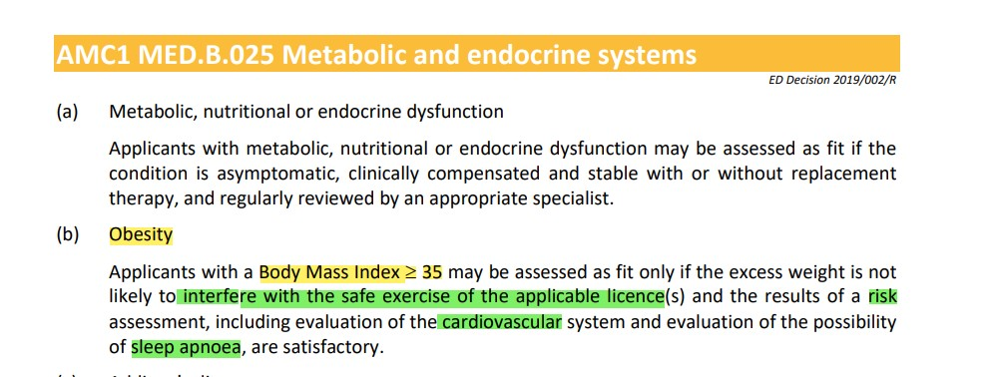 AMC1 MED.B.025 Metabolic and endocrine systems
ED Decision 2019/002/R
(a) Metabolic, nutritional or endocrine dysfunction
Applicants with metabolic, nutritional or endocrine dysfunction may be assessed as fit if the
condition is asymptomatic, clinically compensated and stable with or without replacement
therapy, and regularly reviewed by an appropriate specialist.
(b) Obesity
Applicants with a Body Mass Index ≥ 35 may be assessed as fit only if the excess weight is not
likely to interfere with the safe exercise of the applicable licence(s) and the results of a risk
assessment, including evaluation of the cardiovascular system and evaluation of the possibility
of sleep apnoea, are satisfactory.